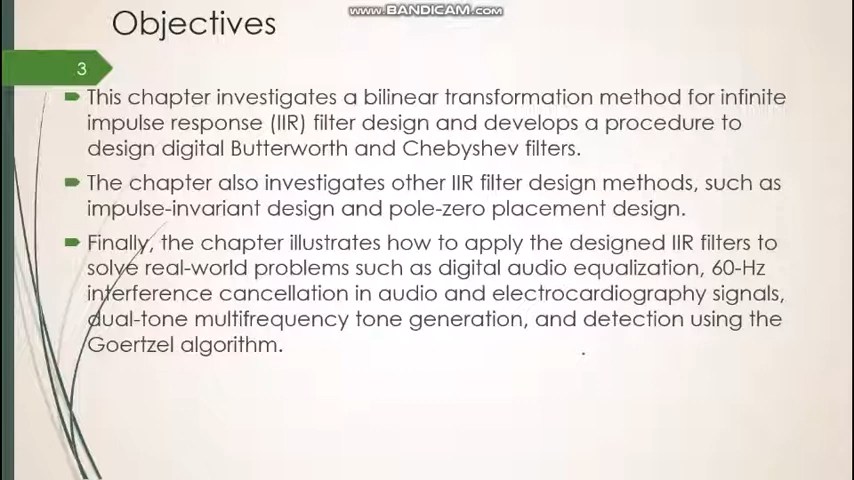 www.BANDICAM.com
Objectives
3
This chapter investigates a bilinear transformation method for infinite
impulse response (IIR) filter design and develops a procedure to
design digital Butterworth and Chebyshev filters.
The chapter also investigates other IIR filter design methods, such as
impulse-invariant design and pole-zero placement design.
Finally, the chapter illustrates how to apply the designed IIR filters to
solve real-world problems such as digital audio equalization, 60-Hz
interference cancellation in audio and electrocardiography signals,
dual-tone multifrequency tone generation, and detection using the
Goertzel algorithm.